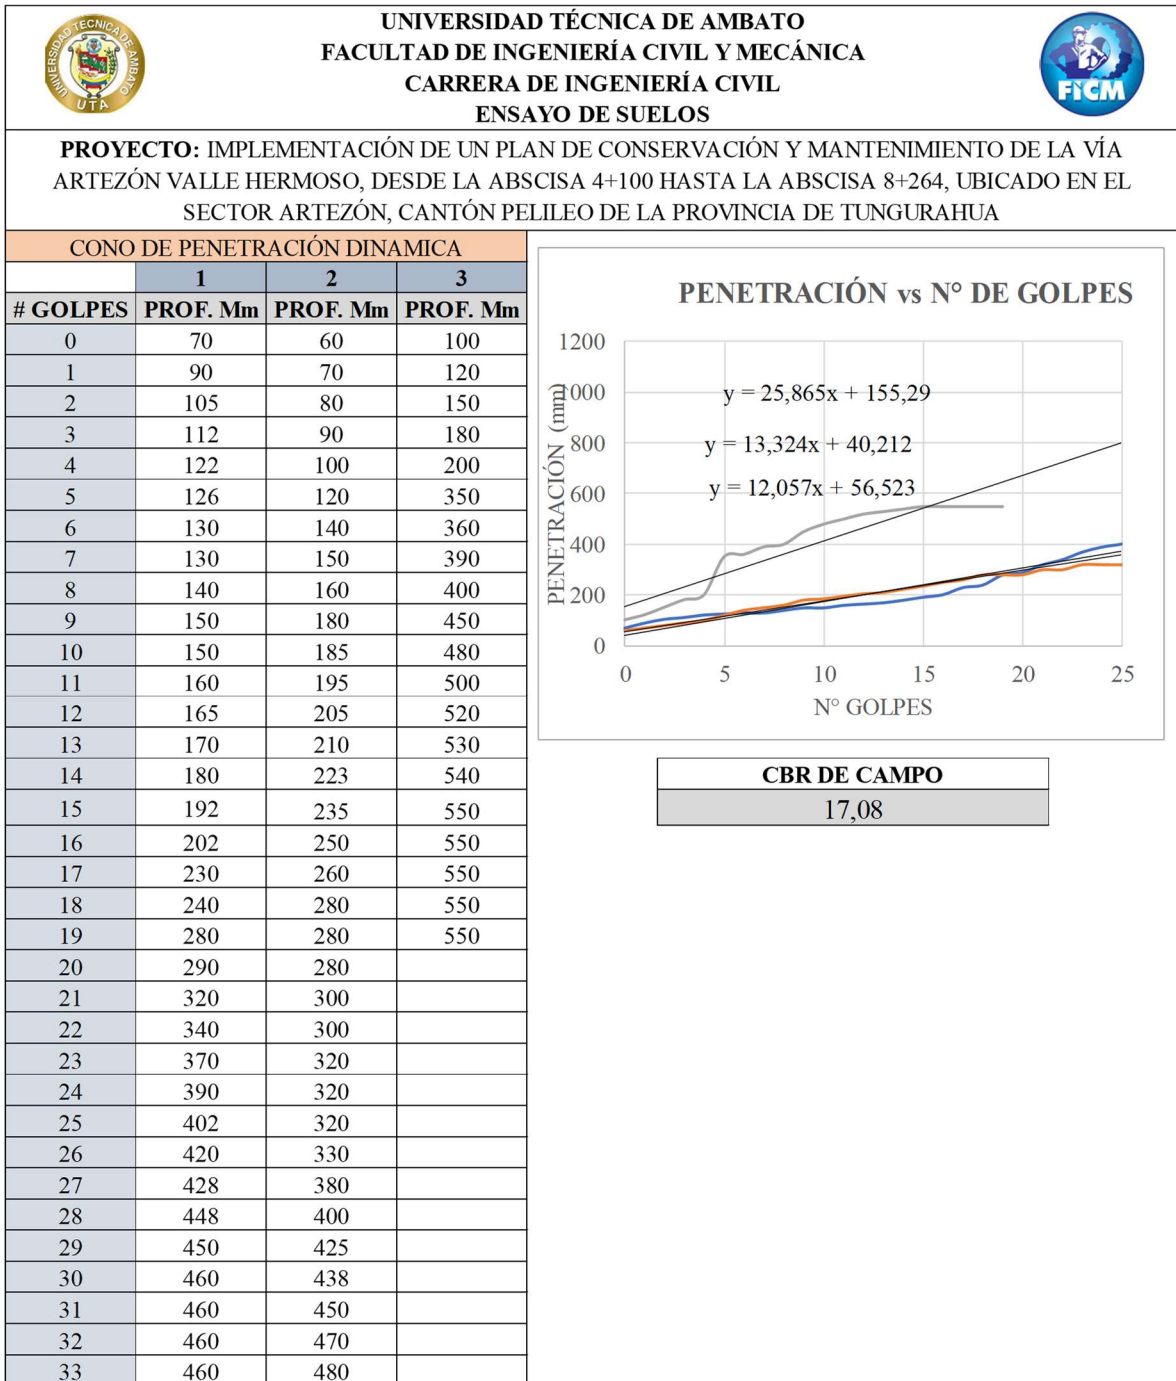 UNIVERSIDAD TÉCNICA DE AMBATO
FACULTAD DE INGENIERÍA CIVIL Y MECÁNICA
CARRERA DE INGENIERÍA CIVIL
ENSAYO DE SUELOS
UNIVERSIDAD TECNICA DE AMBATO
UTA
FICM
PROYECTO: IMPLEMENTACIÓN DE UN PLAN DE CONSERVACIÓN Y MANTENIMIENTO DE LA VÍA
ARTEZÓN VALLE HERMOSO, DESDE LA ABSCISA 4+100 HASTA LA ABSCISA 8+264, UBICADO EN EL
SECTOR ARTEZÓN, CANTÓN PELILEO DE LA PROVINCIA DE TUNGURAHUA
CONO DE PENETRACIÓN DINAMICA
1 2 3
# GOLPES PROF. Mm PROF. Mm PROF. Mm
0 70 60 100
1 90 70 120
2 105 80 150
3 112 90 180
4 122 100 200
5 126 120 350
6 130 140 360
7 130 150 390
8 140 160 400
9 150 180 450
10 150 185 480
11 160 195 500
12 165 205 520
13 170 210 530
14 180 223 540
15 192 235 550
16 202 250 550
17 230 260 550
18 240 280 550
19 280 280 550
20 290 280
21 320 300
22 340 300
23 370 320
24 390 320
25 402 320
26 420 330
27 428 380
28 448 400
29 450 425
30 460 438
31 460 450
32 460 470
33 460 480
PENETRACIÓN vs N° DE GOLPES
PENETRACIÓN (mm)
1200
1000
800
600
400
200
0
y = 25,865x + 155,29
y = 13,324x + 40,212
y = 12,057x + 56,523
0 5 10 15 20 25
N° GOLPES
CBR DE CAMPO
17,08